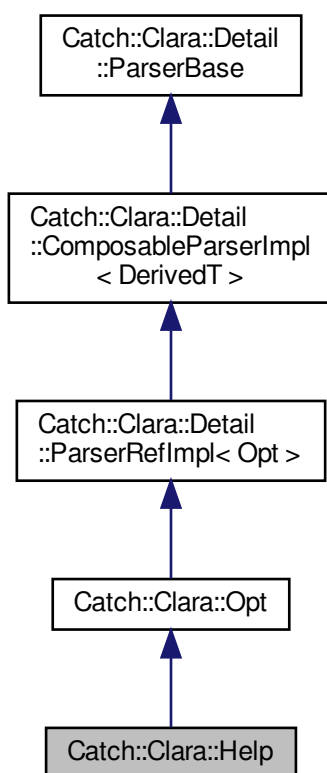 Catch::Clara::Detail
::ParserBase
Catch::Clara::Detail
::ComposableParserImpl
< DerivedT >
Catch::Clara::Detail
::ParserRefImpl< Opt >
Catch::Clara::Opt
Catch::Clara::Help